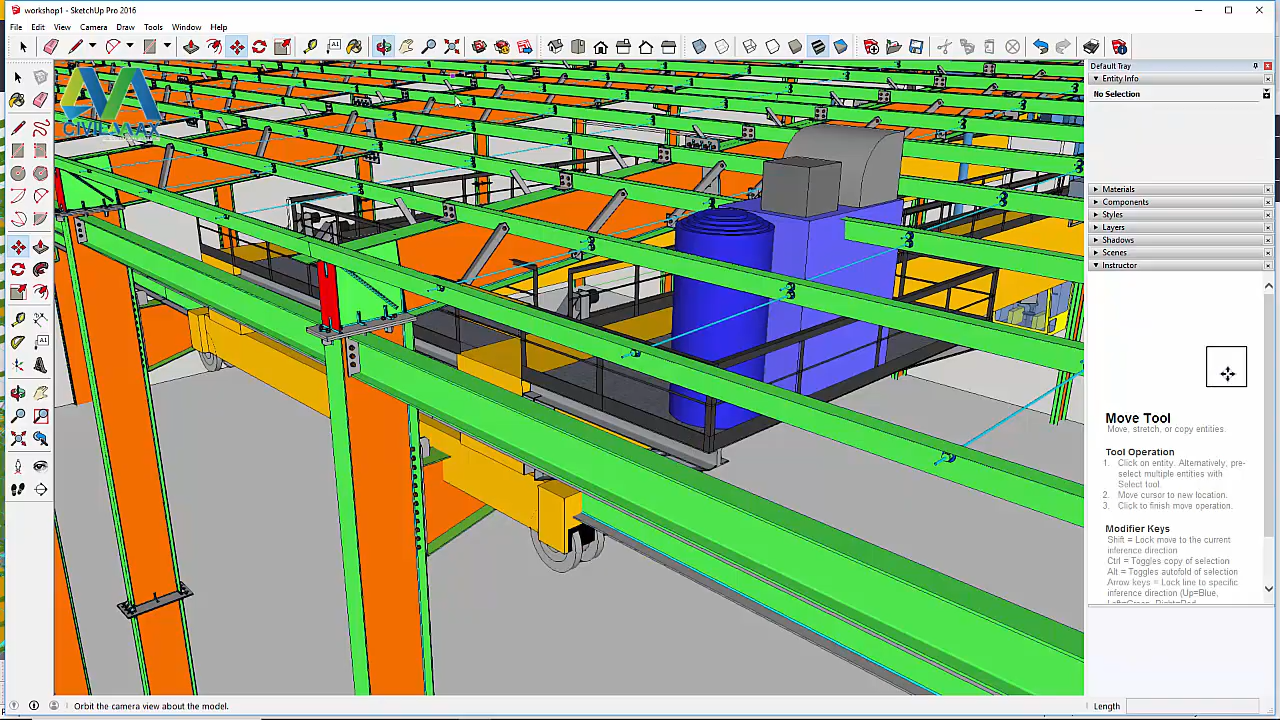 workshop1 - SketchUp Pro 2016
File Edit View Camera Draw Tools Window Help
Default Tray
Entity Info
No Selection
Materials
Components
Styles
Layers
Shadows
Scenes
Instructor
Move Tool
Move, stretch, or copy entities.
Tool Operation
1. Click on entity. Alternatively, pre-
select multiple entities with
Select tool.
2. Move cursor to new location.
3. Click to finish move operation.
Modifier Keys
Shift = Lock move to the current
inference direction
Ctrl = Toggles copy of selection
Alt = Toggles autofold of selection
Arrow keys = Lock line to specific
inference direction (Up=Blue,
Orbit the camera view about the model.
Length